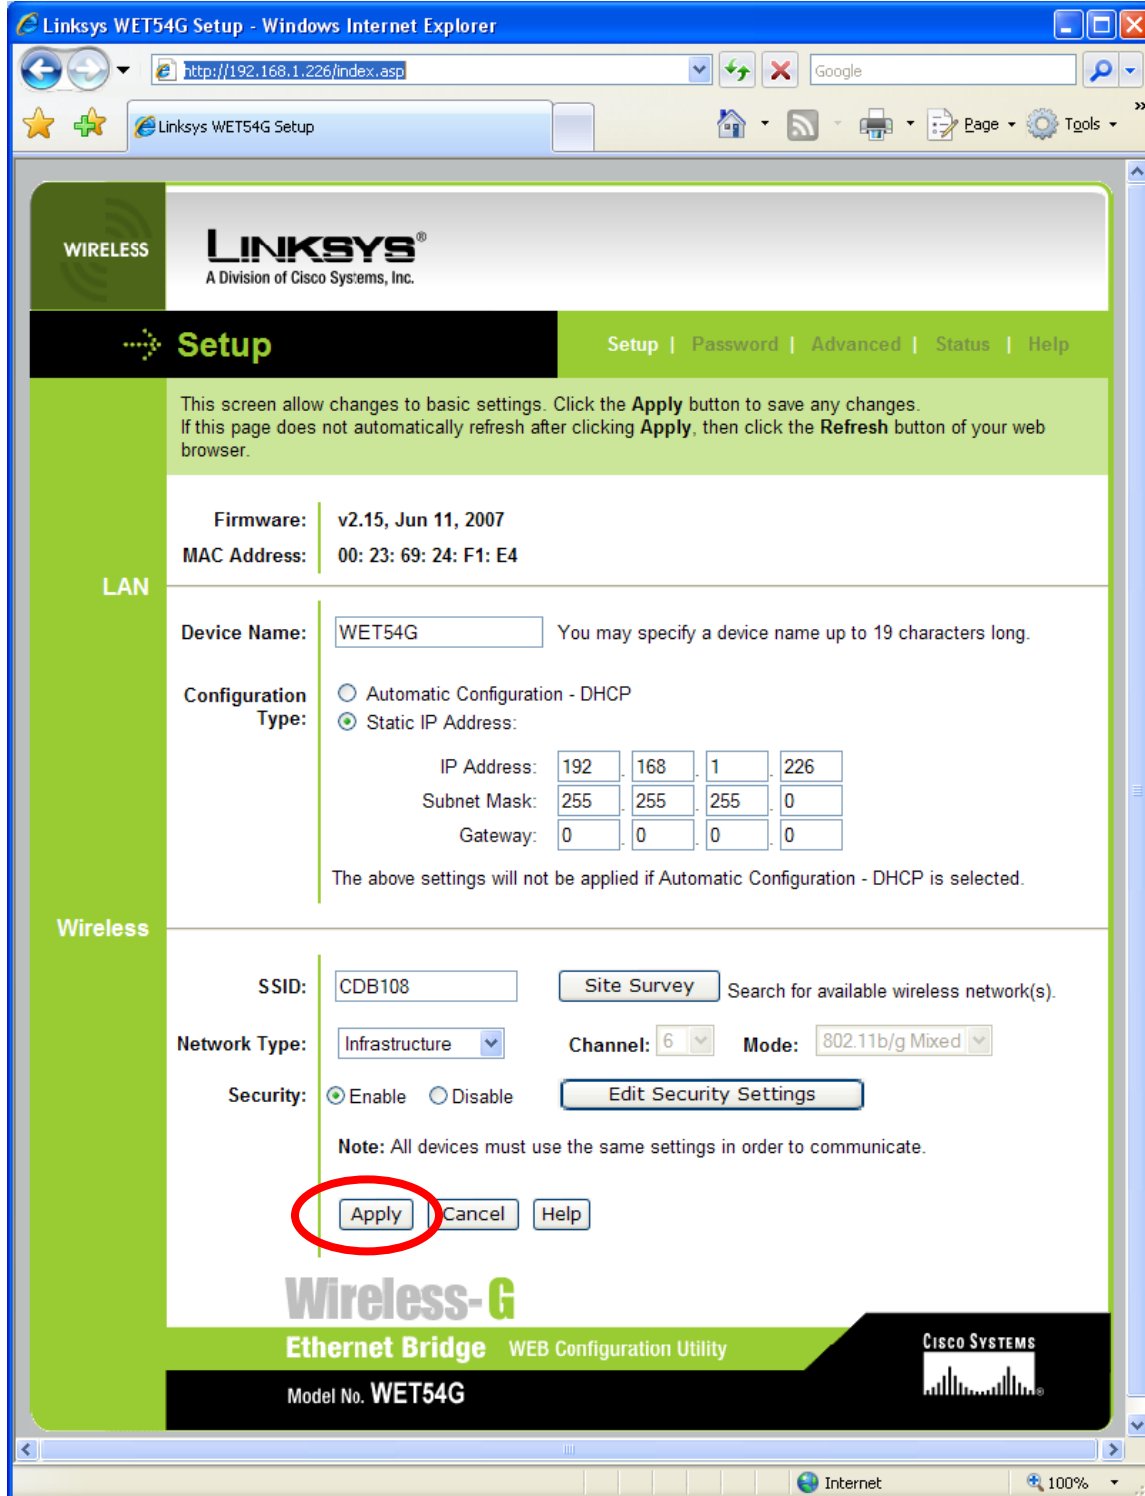 Linksys WET54G Setup - Windows Internet Explorer
http://192.168.1.226/index.asp
Google
Linksys WET54G Setup
Page
Tools
WIRELESS
LINKSYS®
A Division of Cisco Systems, Inc.
Setup
Setup | Password | Advanced | Status | Help
This screen allow changes to basic settings. Click the Apply button to save any changes.
If this page does not automatically refresh after clicking Apply, then click the Refresh button of your web
browser.
Firmware: v2.15, Jun 11, 2007
MAC Address: 00: 23: 69: 24: F1: E4
LAN
Device Name: WET54G You may specify a device name up to 19 characters long.
Configuration Type:
Automatic Configuration - DHCP
Static IP Address:
IP Address: 192 . 168 . 1 . 226
Subnet Mask: 255 . 255 . 255 . 0
Gateway: 0 . 0 . 0 . 0
The above settings will not be applied if Automatic Configuration - DHCP is selected.
Wireless
SSID: CDB108 Site Survey Search for available wireless network(s).
Network Type: Infrastructure Channel: 6 Mode: 802.11b/g Mixed
Security: Enable Disable Edit Security Settings
Note: All devices must use the same settings in order to communicate.
Apply Cancel Help
Wireless-G
Ethernet Bridge WEB Configuration Utility
Model No. WET54G
CISCO SYSTEMS
®
Internet 100%